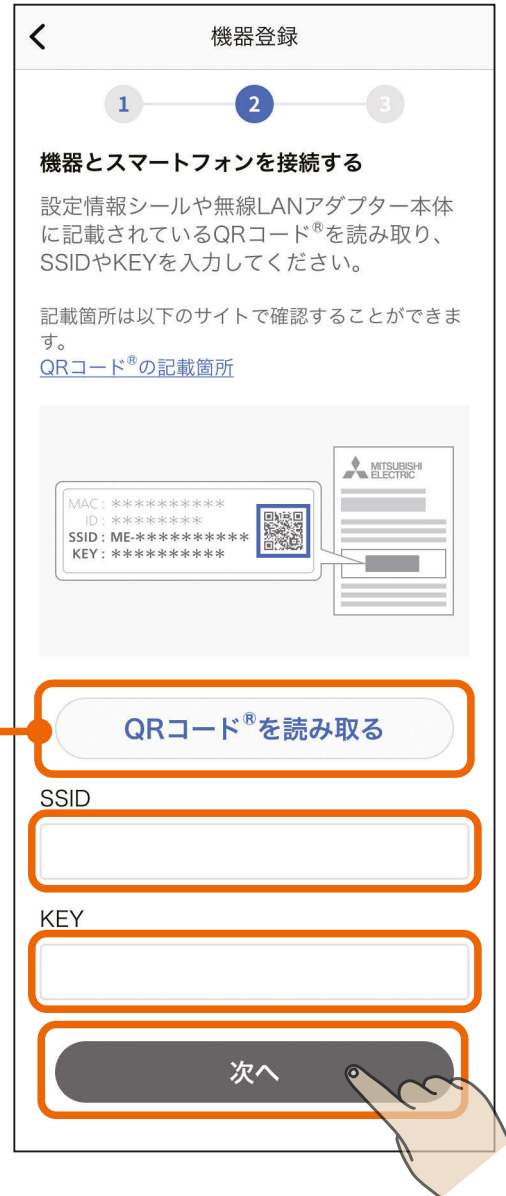 機器登録
1 2 3
機器とスマートフォンを接続する
設定情報シールや無線LANアダプター本体
に記載されているQRコード®を読み取り、
SSIDやKEYを入力してください。
記載箇所は以下のサイトで確認することができま
す。
QRコード®の記載箇所
MITSUBISHI
ELECTRIC
MAC : **********
ID : ********
SSID : ME-**********
KEY : **********
QRコード®を読み取る
SSID
KEY
次へ